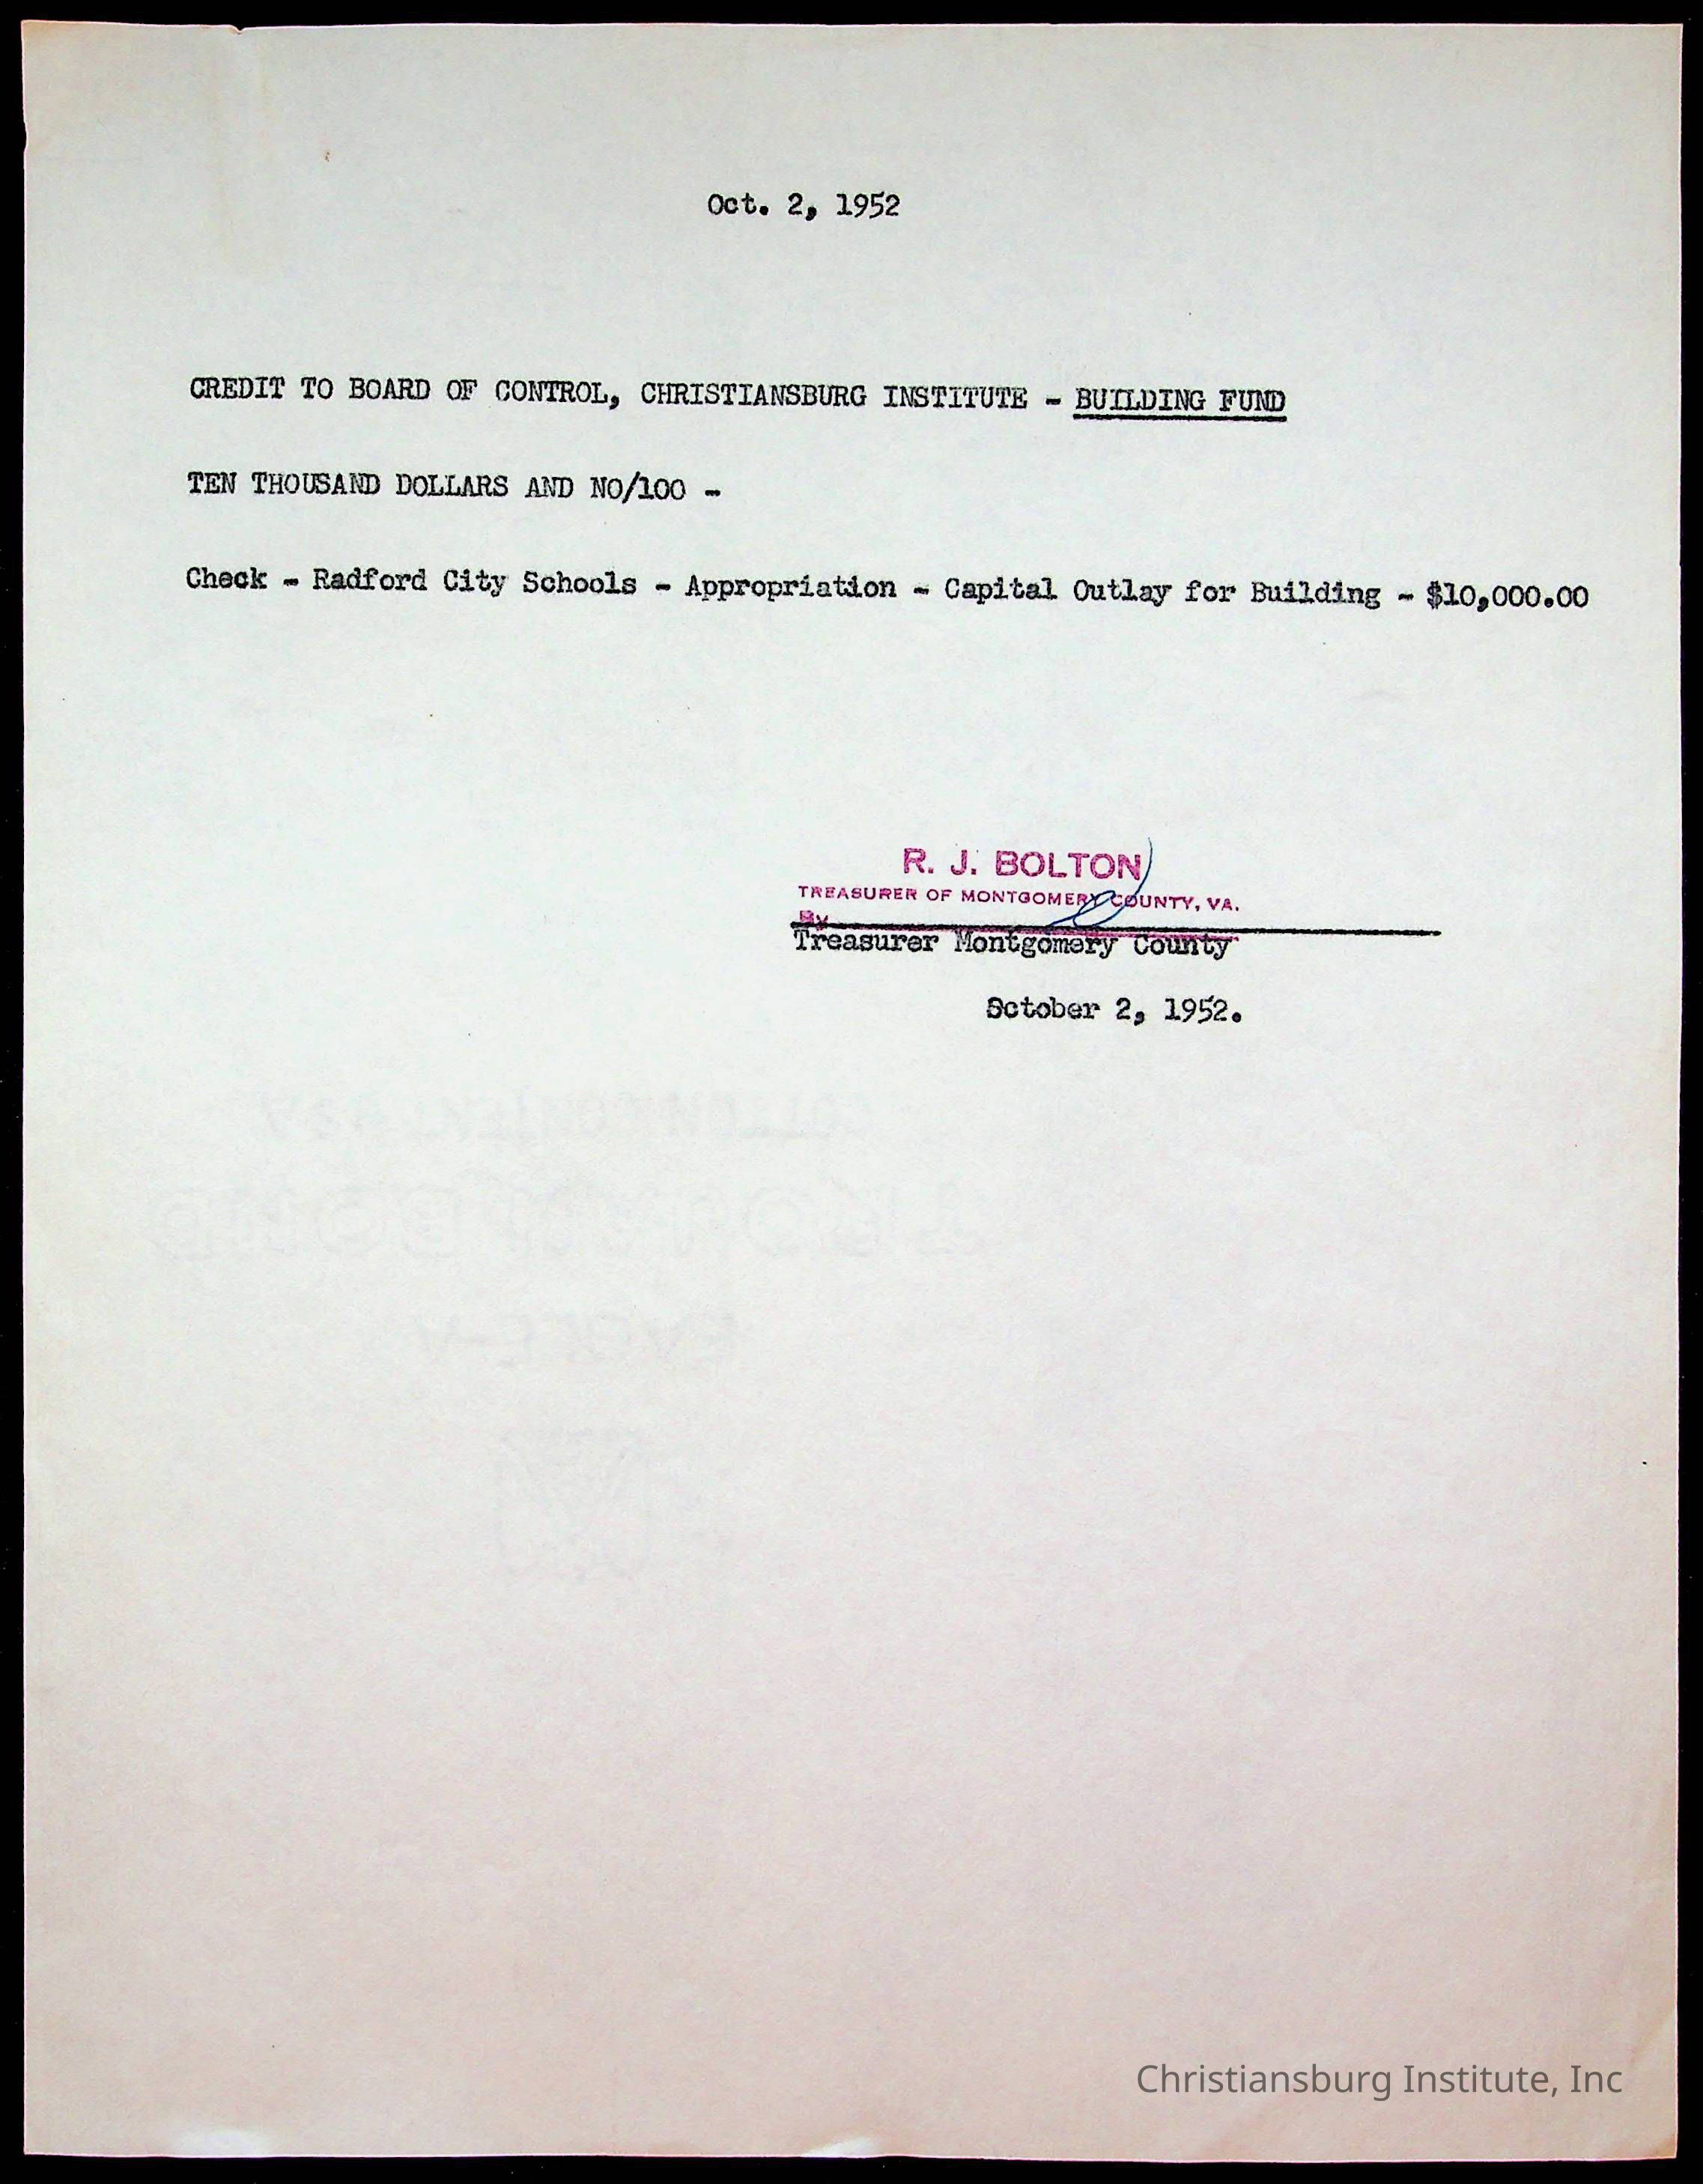 Oct. 2, 1952
CREDIT TO BOARD OF CONTROL, CHRISTIANSBURG INSTITUTE - BUILDING FUND
TEN THOUSAND DOLLARS AND NO/100 -
Check - Radford City Schools - Appropriation - Capital Outlay for Building - $10,000.00
R. J. BOLTON
TREASURER OF MONTGOMERY COUNTY, VA.
By
Treasurer Montgomery County
October 2, 1952.
Christiansburg Institute, Inc